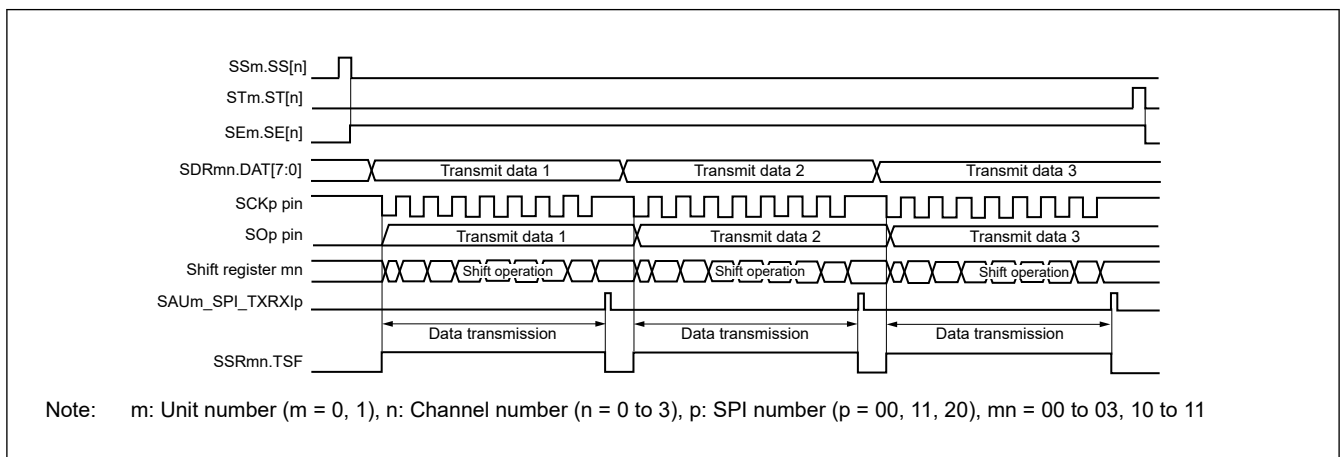 SSm.SS[n]
STm.ST[n]
SEm.SE[n]
SDRmn.DAT[7:0] Transmit data 1 Transmit data 2 Transmit data 3
SCKp pin
SOp pin Transmit data 1 Transmit data 2 Transmit data 3
Shift register mn Shift operation Shift operation Shift operation
SAUm_SPI_TXRXIp
Data transmission Data transmission Data transmission
SSRmn.TSF
Note: m: Unit number (m = 0, 1), n: Channel number (n = 0 to 3), p: SPI number (p = 00, 11, 20), mn = 00 to 03, 10 to 11